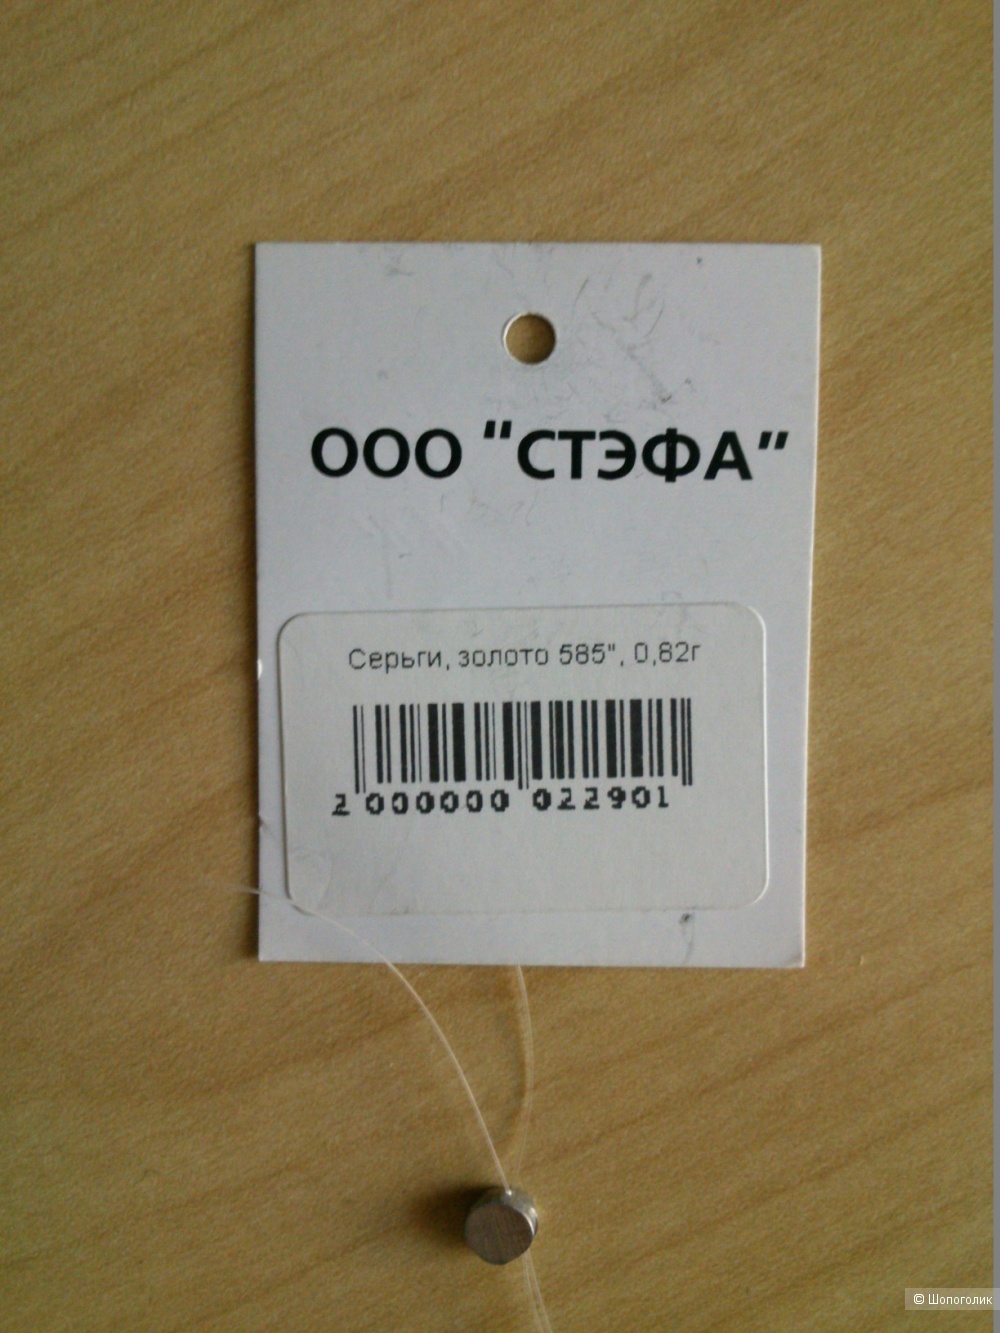 ООО "СТЭФА"
Серьги, золото 585", 0,82г
2 000000 022901
© Шопоголик